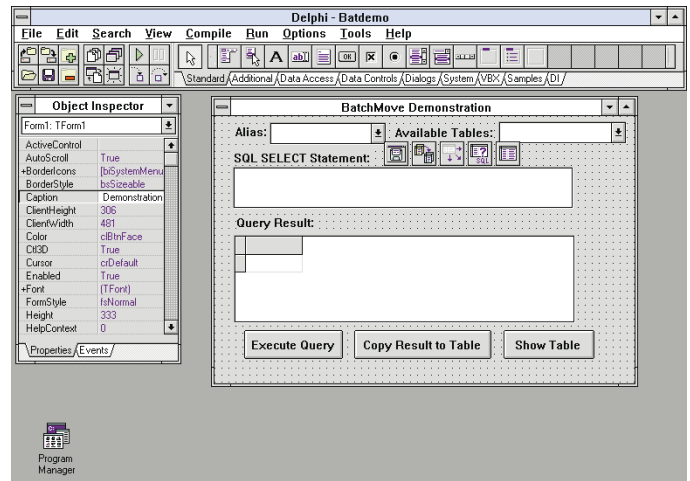 Delphi - Batdemo
File Edit Search View Compile Run Options Tools Help
A ab OK
SQL
Standard Additional Data Access Data Controls Dialogs System VBX Samples DI
Object Inspector
Form1: TForm1
ActiveControl
AutoScroll True
+BorderIcons [biSystemMenu
BorderStyle bsSizeable
Caption Demonstration
ClientHeight 306
ClientWidth 481
Color clBtnFace
Ctl3D True
Cursor crDefault
Enabled True
+Font (TFont)
FormStyle fsNormal
Height 333
HelpContext 0
Properties Events
BatchMove Demonstration
Alias: Available Tables:
SQL SELECT Statement:
Query Result:
Execute Query Copy Result to Table Show Table
Program
Manager